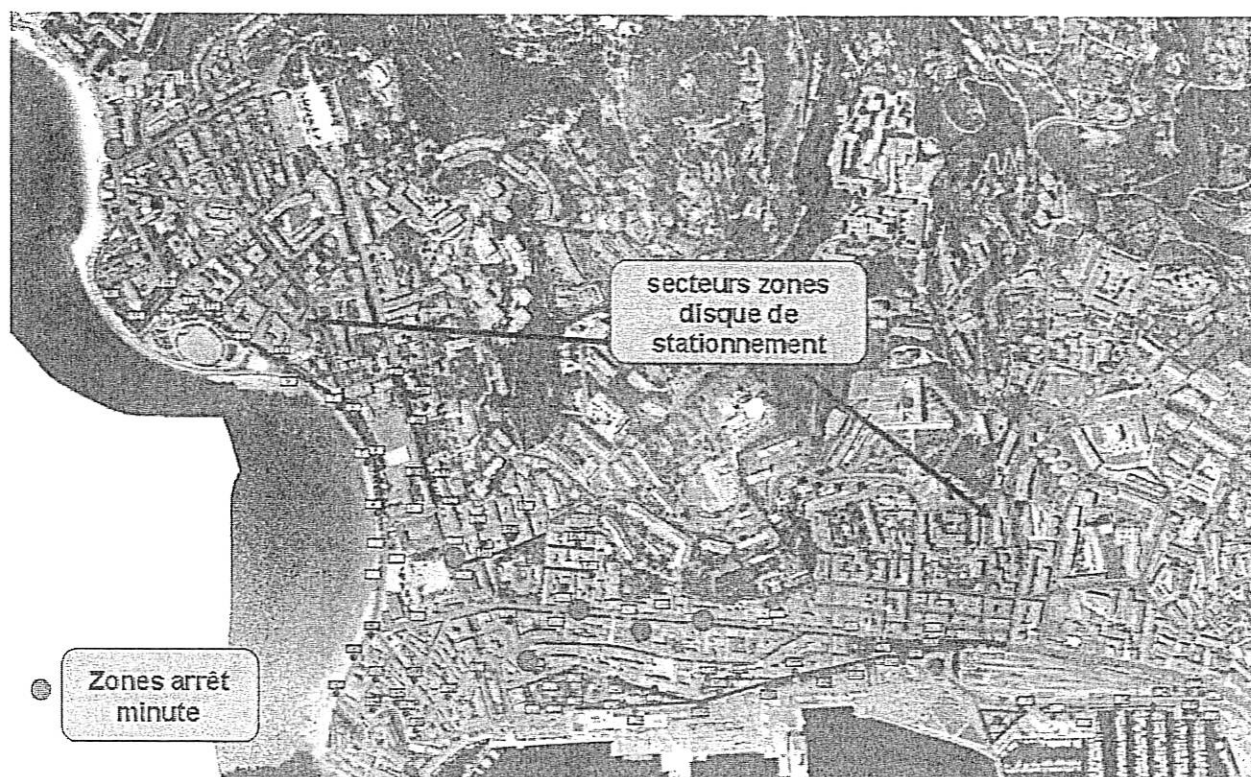 secteurs zones
disque de
stationnement
Zones arrêt
minute